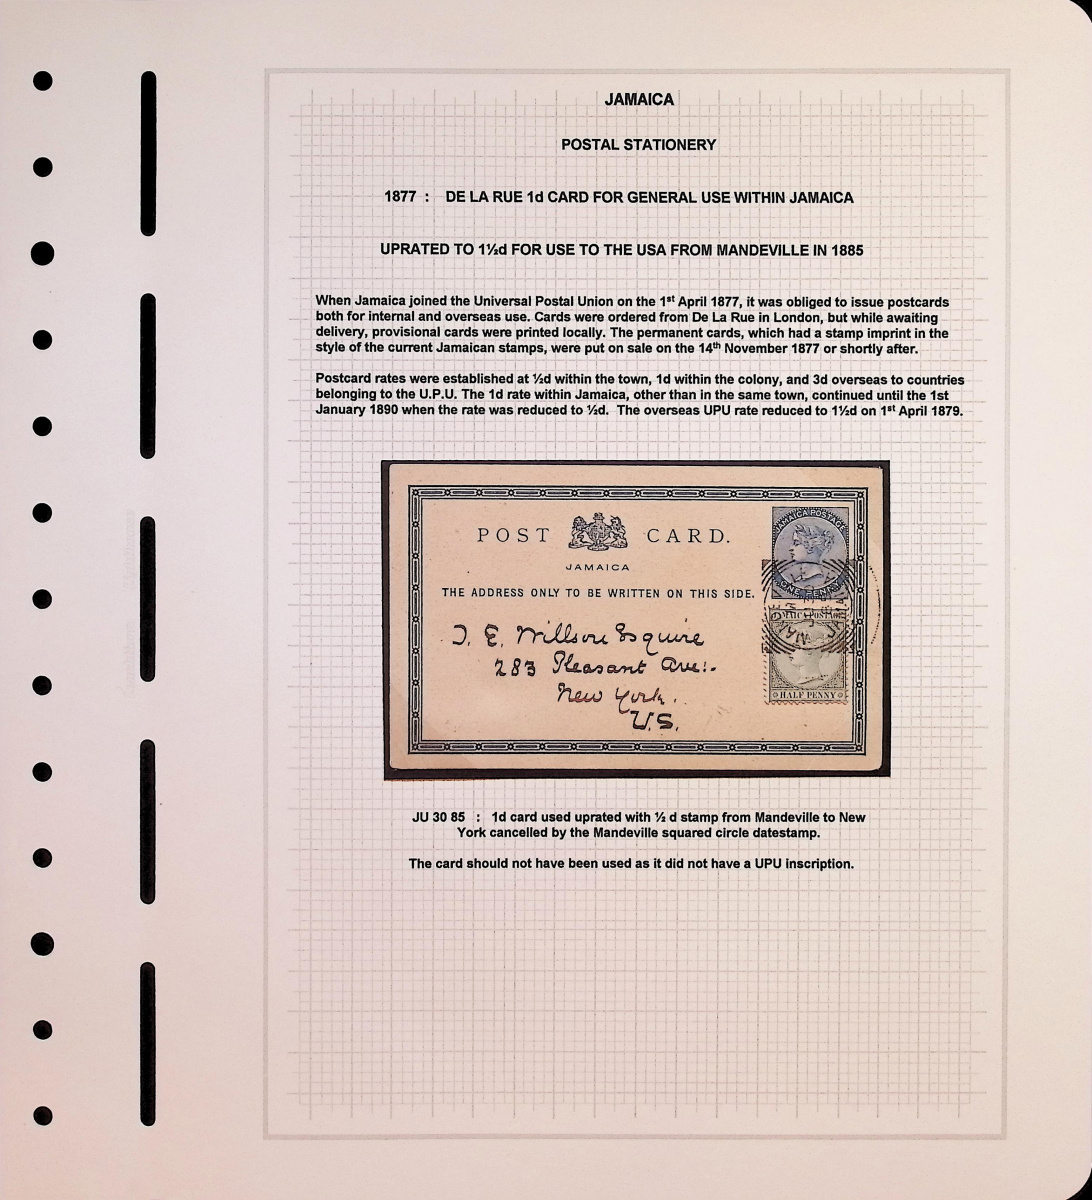 JAMAICA
POSTAL STATIONERY
1877 : DE LA RUE 1d CARD FOR GENERAL USE WITHIN JAMAICA
UPRATED TO 1½d FOR USE TO THE USA FROM MANDEVILLE IN 1885
When Jamaica joined the Universal Postal Union on the 1st April 1877, it was obliged to issue postcards
both for internal and overseas use. Cards were ordered from De La Rue in London, but while awaiting
delivery, provisional cards were printed locally. The permanent cards, which had a stamp imprint in the
style of the current Jamaican stamps, were put on sale on the 14th November 1877 or shortly after.
Postcard rates were established at ½d within the town, 1d within the colony, and 3d overseas to countries
belonging to the U.P.U. The 1d rate within Jamaica, other than in the same town, continued until the 1st
January 1890 when the rate was reduced to ½d. The overseas UPU rate reduced to 1½d on 1st April 1879.
POST CARD.
JAMAICA
THE ADDRESS ONLY TO BE WRITTEN ON THIS SIDE.
JAMAICA POSTAGE
ONE PENNY
HALF PENNY
J. E. Willson Esquire
283 Pleasant Ave:-
New York.
U.S.
JU 30 85 : 1d card used uprated with ½ d stamp from Mandeville to New
York cancelled by the Mandeville squared circle datestamp.
The card should not have been used as it did not have a UPU inscription.